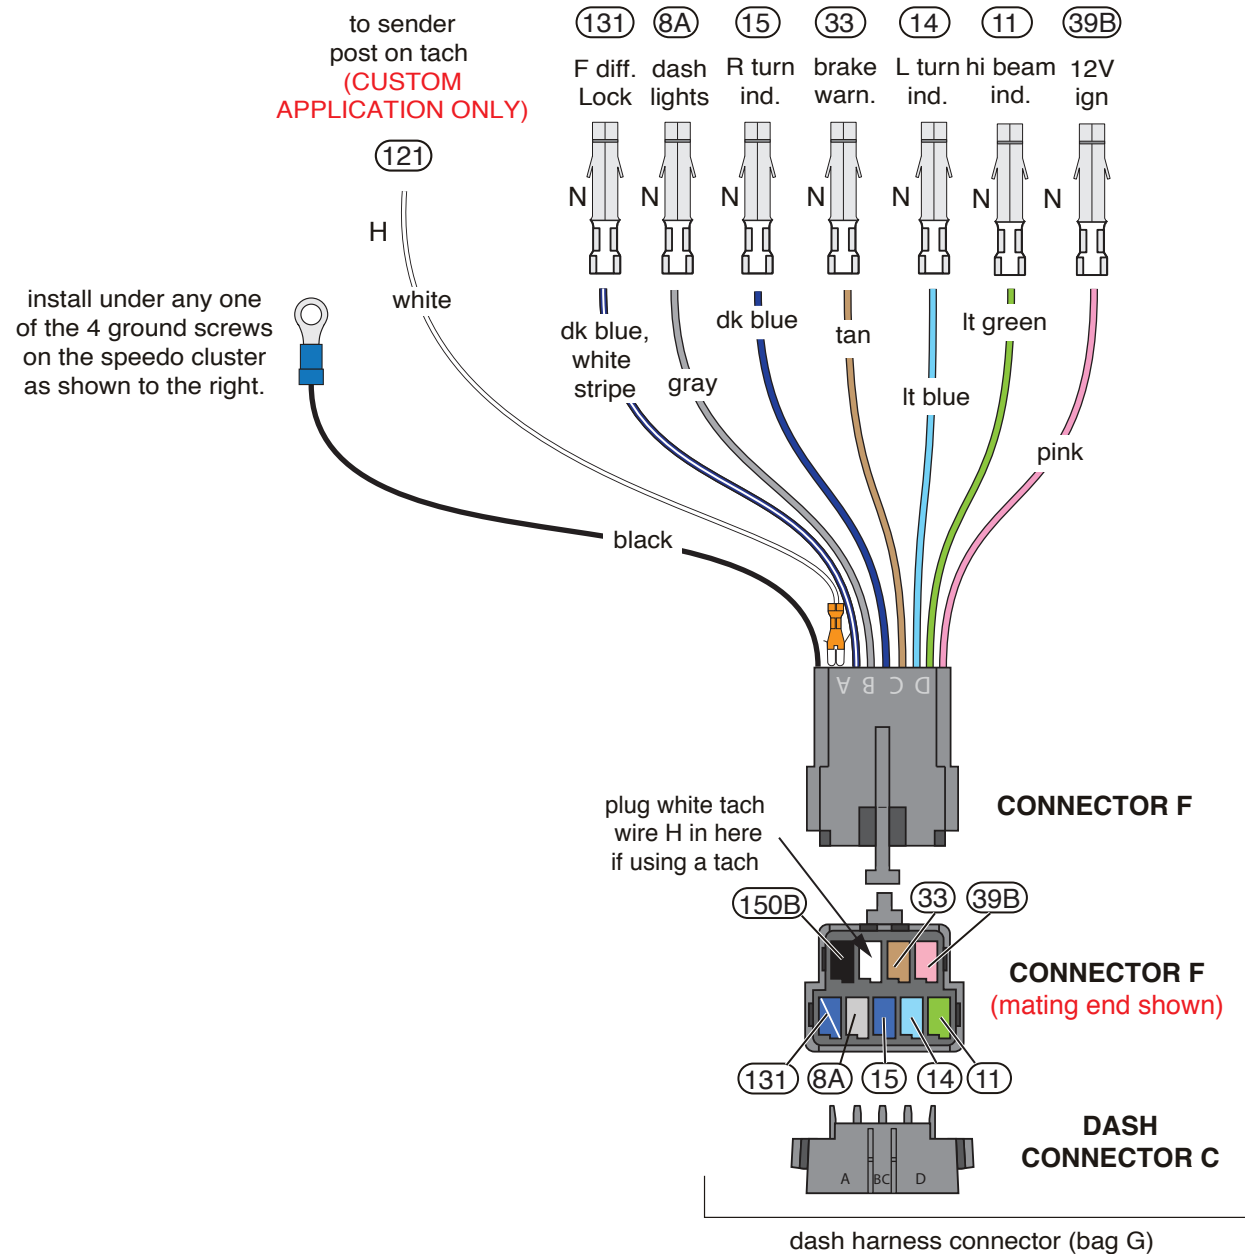 to sender
post on tach
(CUSTOM
APPLICATION ONLY)
121
H
white
131
F diff.
Lock
8A
dash
lights
15
R turn
ind.
33
brake
warn.
14
L turn
ind.
11
hi beam
ind.
39B
12V
ign
N
N
N
N
N
N
N
install under any one
of the 4 ground screws
on the speedo cluster
as shown to the right.
dk blue,
white
stripe
gray
dk blue
tan
lt blue
lt green
pink
black
A B C D
CONNECTOR F
plug white tach
wire H in here
if using a tach
150B
33
39B
CONNECTOR F
(mating end shown)
131
8A
15
14
11
DASH
CONNECTOR C
A BC D
dash harness connector (bag G)